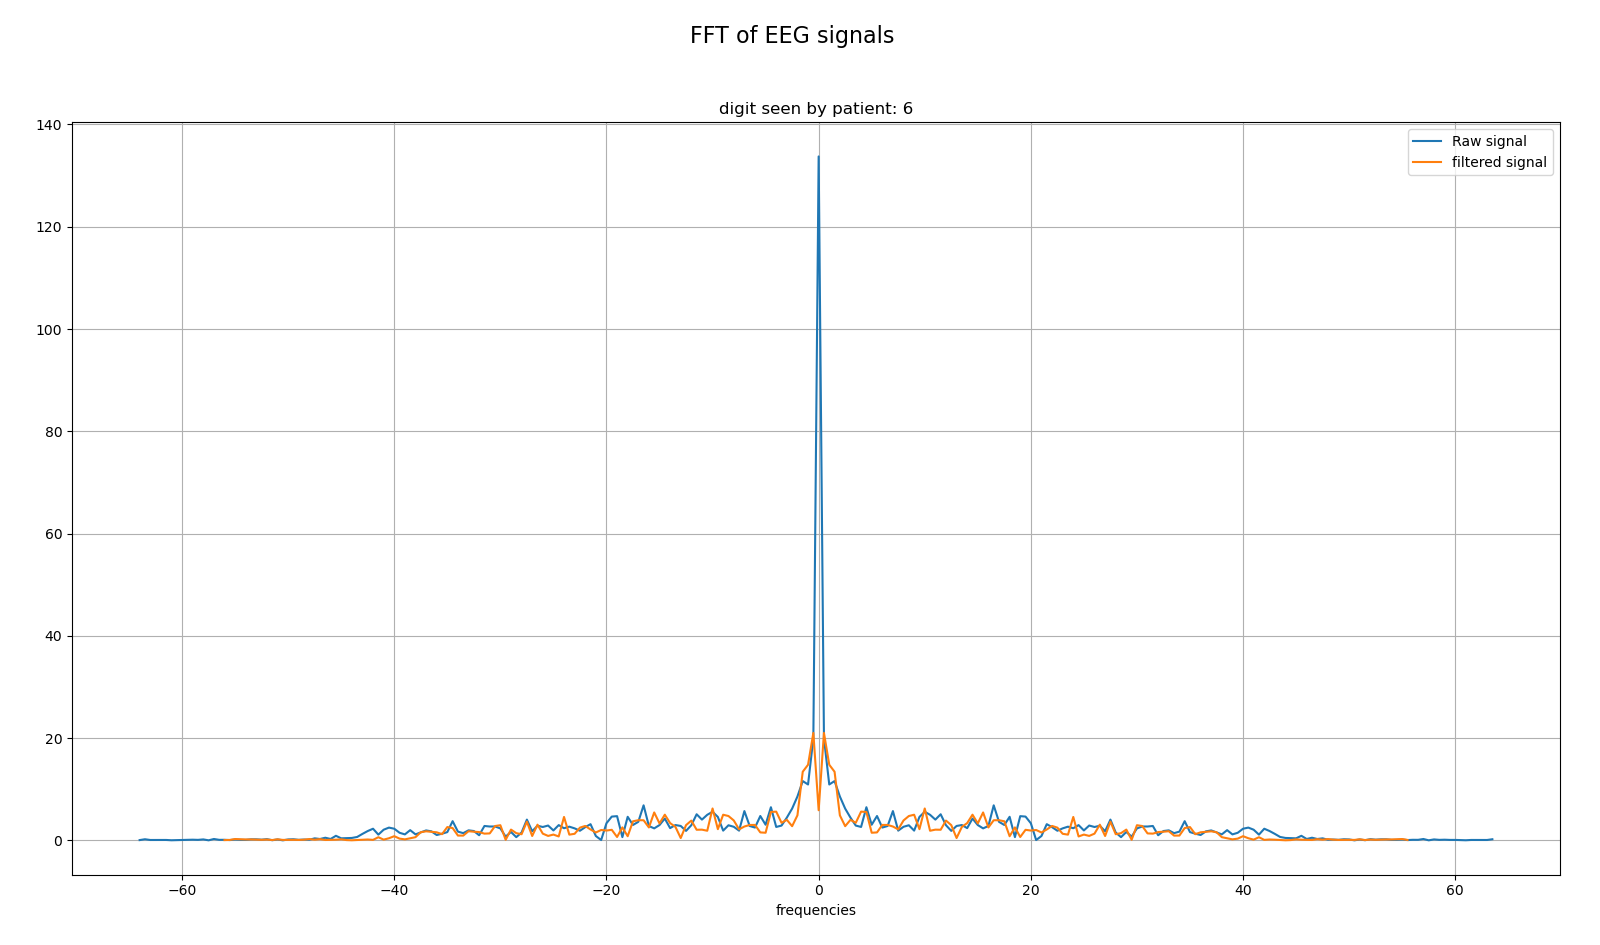 FFT of EEG signals
digit seen by patient: 6
Raw signal
filtered signal
140
120
100
80
60
40
20
0
−60 −40 −20 0 20 40 60
frequencies